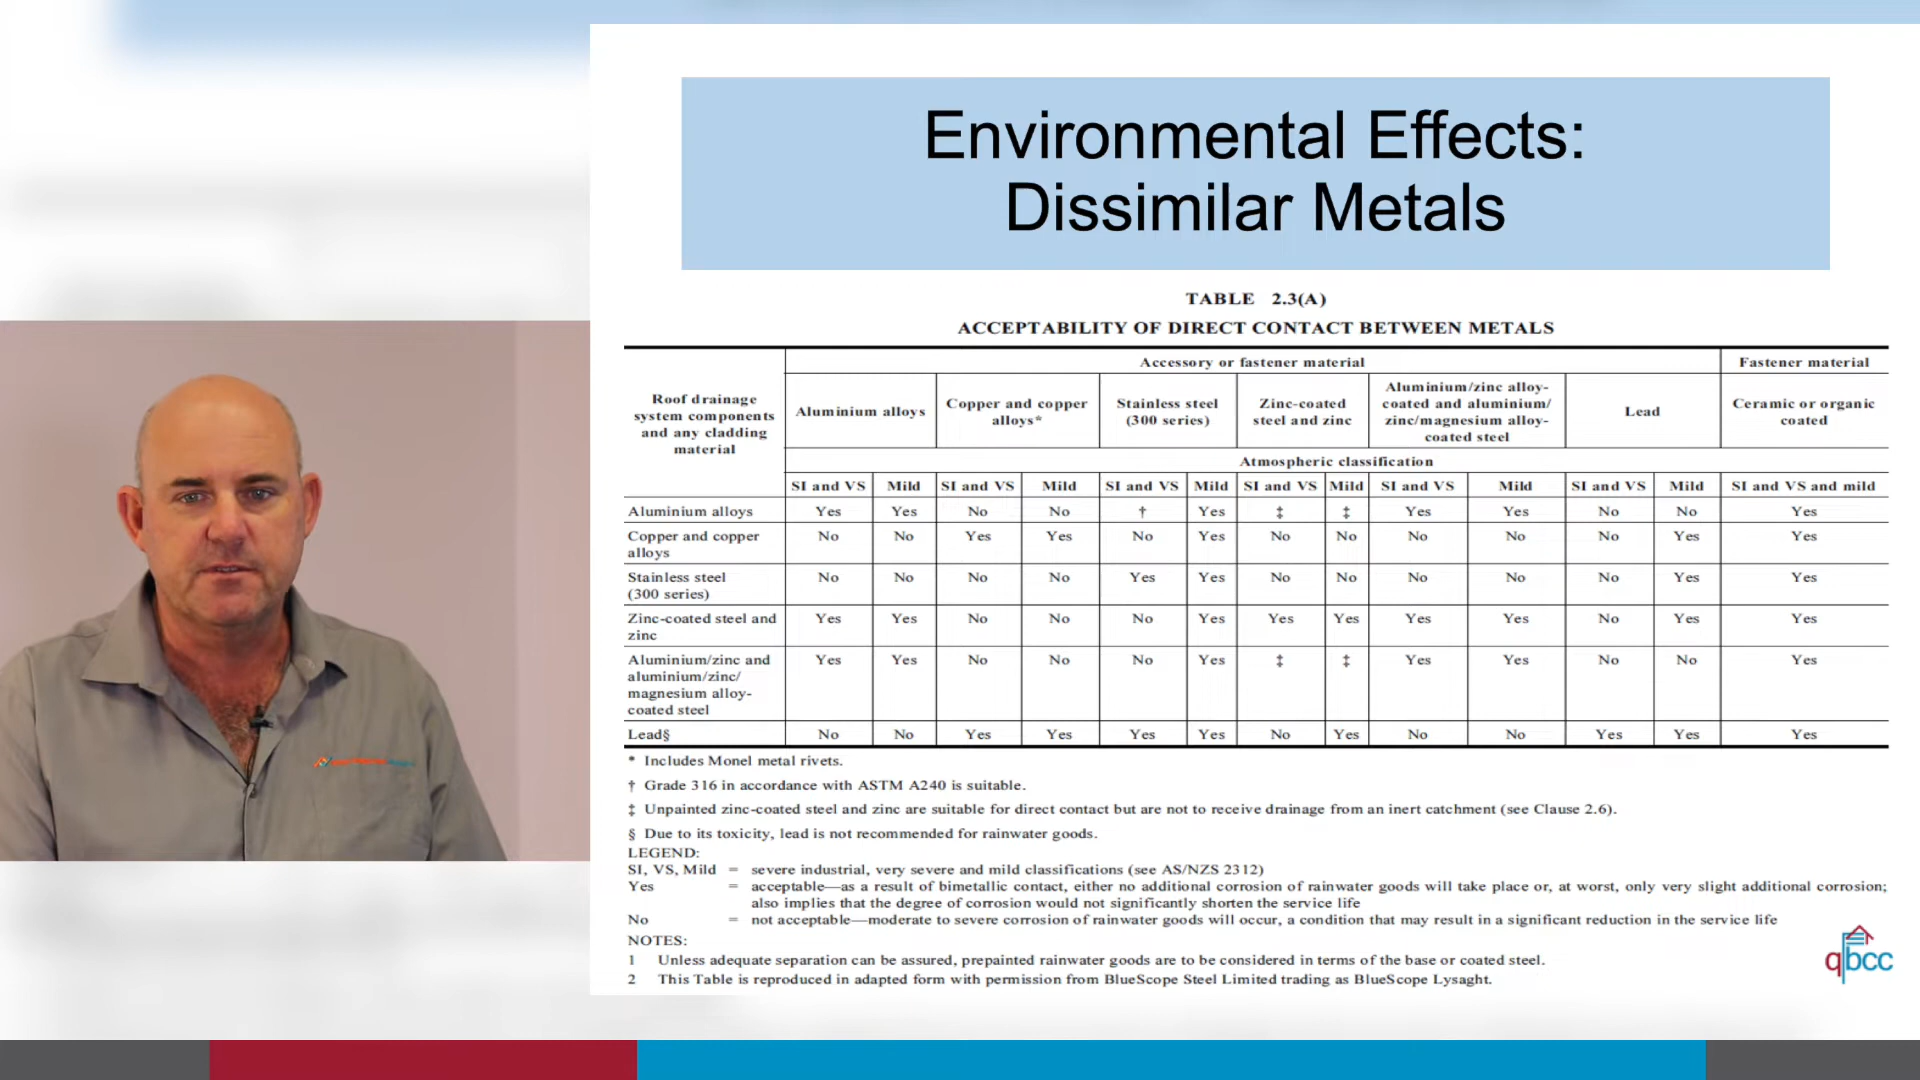 Environmental Effects:
Dissimilar Metals
TABLE 2.3(A)
ACCEPTABILITY OF DIRECT CONTACT BETWEEN METALS
Roof drainage system components and any cladding material
Accessory or fastener material
Fastener material
Aluminium alloys
Copper and copper alloys*
Stainless steel (300 series)
Zinc-coated steel and zinc
Aluminium/zinc alloy-coated and aluminium/zinc/magnesium alloy-coated steel
Lead
Ceramic or organic coated
Atmospheric classification
SI and VS Mild SI and VS Mild SI and VS Mild SI and VS Mild SI and VS Mild SI and VS Mild SI and VS and mild
Aluminium alloys Yes Yes No No † Yes ‡ ‡ Yes Yes No No Yes
Copper and copper alloys No No Yes Yes No Yes No No No No No Yes Yes
Stainless steel (300 series) No No No No Yes Yes No No No No No Yes Yes
Zinc-coated steel and zinc Yes Yes No No No Yes Yes Yes Yes Yes No Yes Yes
Aluminium/zinc and aluminium/zinc/magnesium alloy-coated steel Yes Yes No No No Yes ‡ ‡ Yes Yes No No Yes
Lead§ No No Yes Yes Yes Yes No Yes No No Yes Yes Yes
* Includes Monel metal rivets.
† Grade 316 in accordance with ASTM A240 is suitable.
‡ Unpainted zinc-coated steel and zinc are suitable for direct contact but are not to receive drainage from an inert catchment (see Clause 2.6).
§ Due to its toxicity, lead is not recommended for rainwater goods.
LEGEND:
SI, VS, Mild = severe industrial, very severe and mild classifications (see AS/NZS 2312)
Yes = acceptable—as a result of bimetallic contact, either no additional corrosion of rainwater goods will take place or, at worst, only very slight additional corrosion;
also implies that the degree of corrosion would not significantly shorten the service life
No = not acceptable—moderate to severe corrosion of rainwater goods will occur, a condition that may result in a significant reduction in the service life
NOTES:
1 Unless adequate separation can be assured, prepainted rainwater goods are to be considered in terms of the base or coated steel.
2 This Table is reproduced in adapted form with permission from BlueScope Steel Limited trading as BlueScope Lysaght.
qbcc